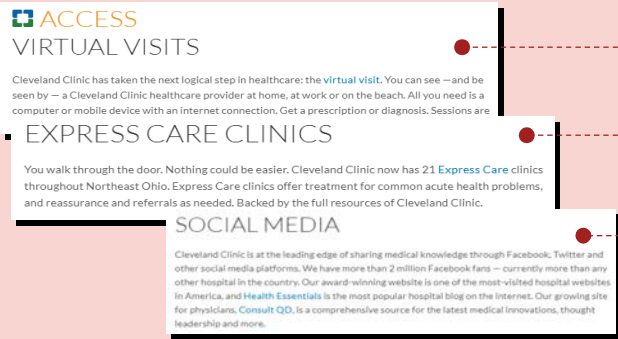 ACCESS
VIRTUAL VISITS
Cleveland Clinic has taken the next logical step in healthcare: the virtual visit. You can see —and be
seen by — a Cleveland Clinic healthcare provider at home, at work or on the beach. All you need is a
computer or mobile device with an internet connection. Get a prescription or diagnosis. Sessions are
EXPRESS CARE CLINICS
You walk through the door. Nothing could be easier. Cleveland Clinic now has 21 Express Care clinics
throughout Northeast Ohio. Express Care clinics offer treatment for common acute health problems,
and reassurance and referrals as needed. Backed by the full resources of Cleveland Clinic.
SOCIAL MEDIA
Cleveland Clinic is at the leading edge of sharing medical knowledge through Facebook, Twitter and
other social media platforms. We have more than 2 million Facebook fans — currently more than any
other hospital in the country. Our award-winning website is one of the most-visited hospital websites
in America, and Health Essentials is the most popular hospital blog on the Internet. Our growing site
for physicians, Consult QD, is a comprehensive source for the latest medical innovations, thought
leadership and more.